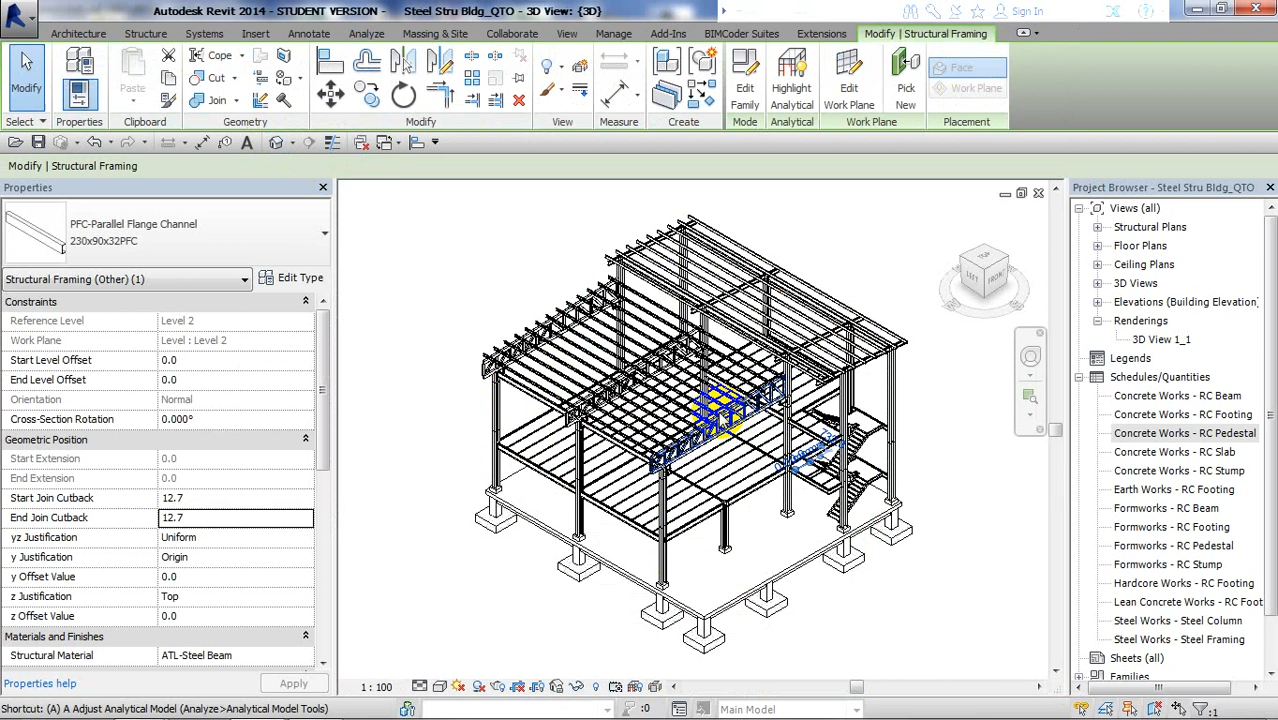 Autodesk Revit 2014 - STUDENT VERSION - Steel Stru Bldg_QTO - 3D View: {3D}
Sign In
Architecture Structure Systems Insert Annotate Analyze Massing & Site Collaborate View Manage Add-Ins BIMCoder Suites Extensions Modify | Structural Framing
Modify
Select
Properties
Paste
Clipboard
Cope
Cut
Join
Geometry
Modify
View
Measure
Create
Edit
Family
Mode
Highlight
Analytical
Analytical
Edit
Work Plane
Pick
New
Work Plane
Face
Work Plane
Placement
Modify | Structural Framing
Properties
PFC-Parallel Flange Channel
230x90x32PFC
Structural Framing (Other) (1)
Edit Type
Constraints
Reference Level Level 2
Work Plane Level : Level 2
Start Level Offset 0.0
End Level Offset 0.0
Orientation Normal
Cross-Section Rotation 0.000°
Geometric Position
Start Extension 0.0
End Extension 0.0
Start Join Cutback 12.7
End Join Cutback 12.7
yz Justification Uniform
y Justification Origin
y Offset Value 0.0
z Justification Top
z Offset Value 0.0
Materials and Finishes
Structural Material ATL-Steel Beam
Properties help
Apply
TOP
LEFT
FRONT
1 : 100
Project Browser - Steel Stru Bldg_QTO
Views (all)
Structural Plans
Floor Plans
Ceiling Plans
3D Views
Elevations (Building Elevation)
Renderings
3D View 1_1
Legends
Schedules/Quantities
Concrete Works - RC Beam
Concrete Works - RC Footing
Concrete Works - RC Pedestal
Concrete Works - RC Slab
Concrete Works - RC Stump
Earth Works - RC Footing
Formworks - RC Beam
Formworks - RC Footing
Formworks - RC Pedestal
Formworks - RC Stump
Hardcore Works - RC Footing
Lean Concrete Works - RC Foot
Steel Works - Steel Column
Steel Works - Steel Framing
Sheets (all)
Families
Shortcut: (A) A Adjust Analytical Model (Analyze>Analytical Model Tools)
:0
Main Model
:1